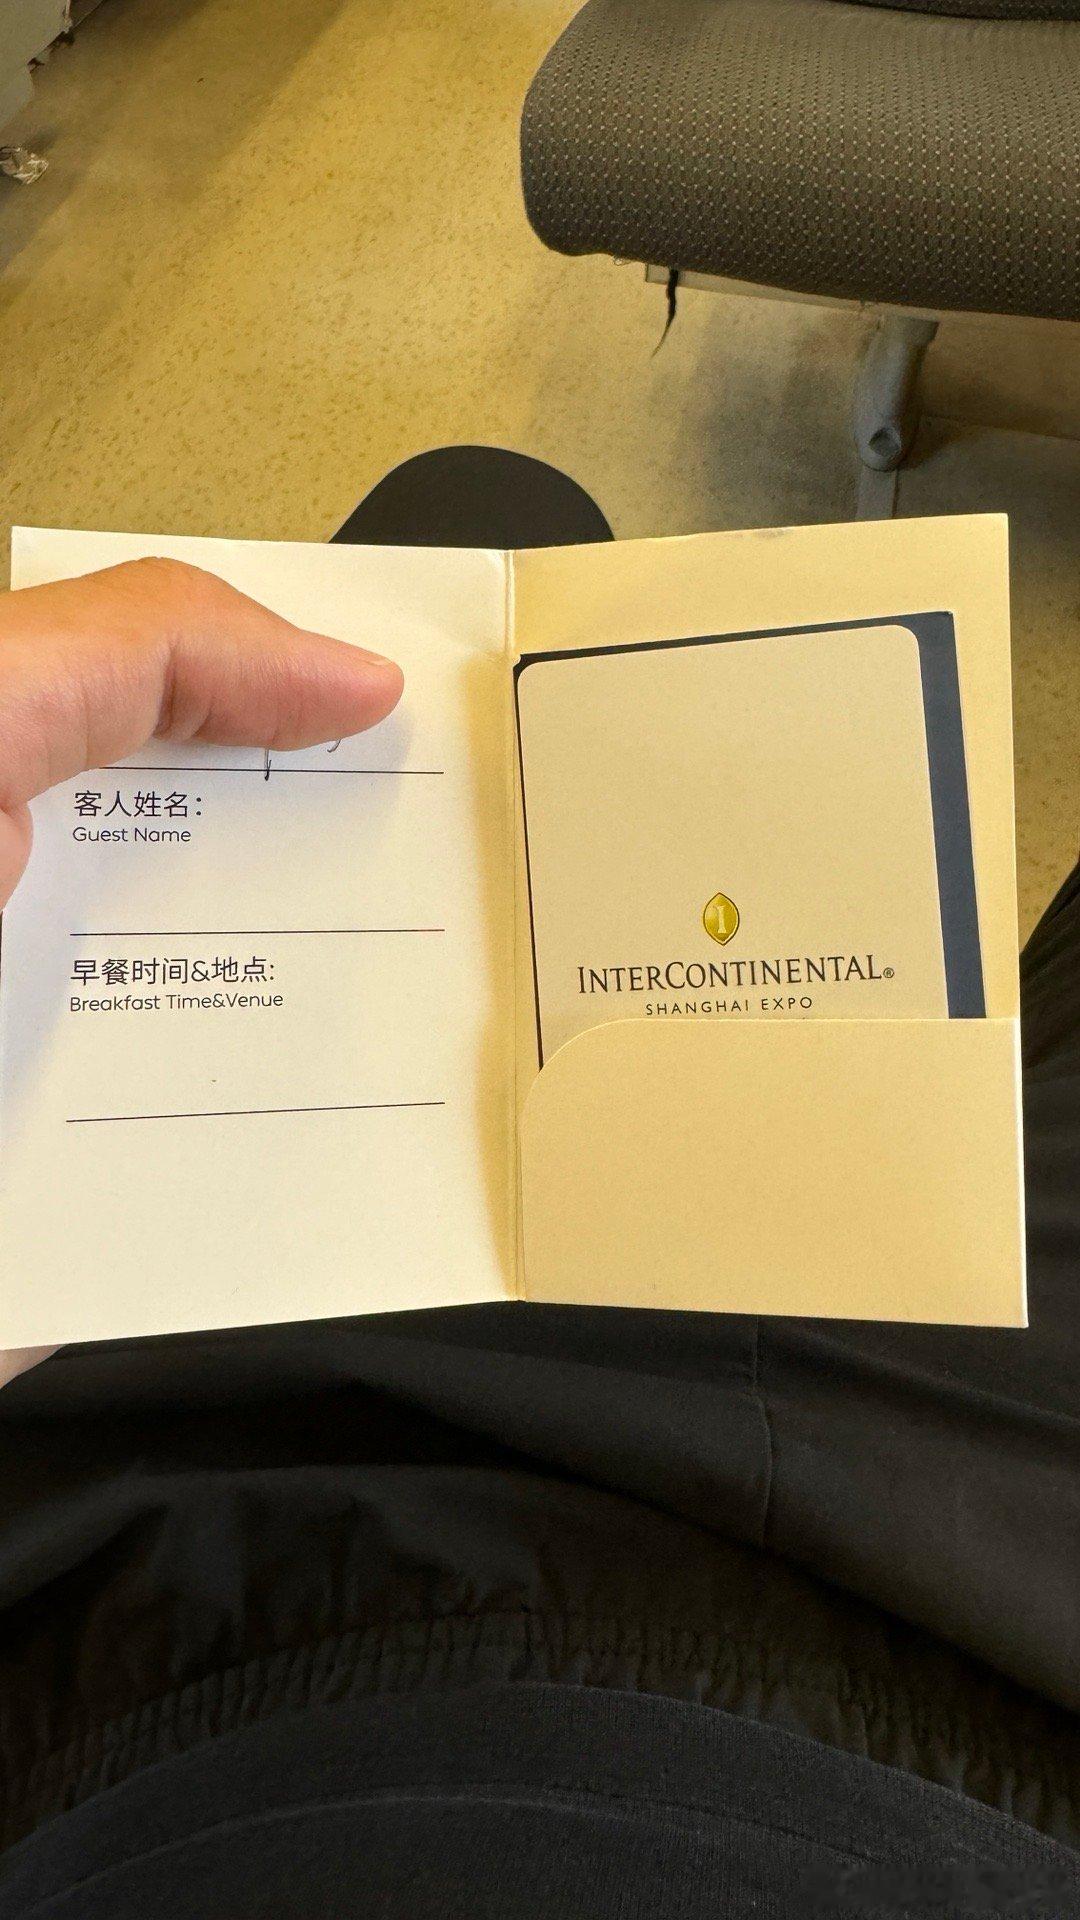 客人姓名：
Guest Name
早餐时间&地点:
Breakfast Time&Venue
I
INTERCONTINENTAL®
SHANGHAI EXPO